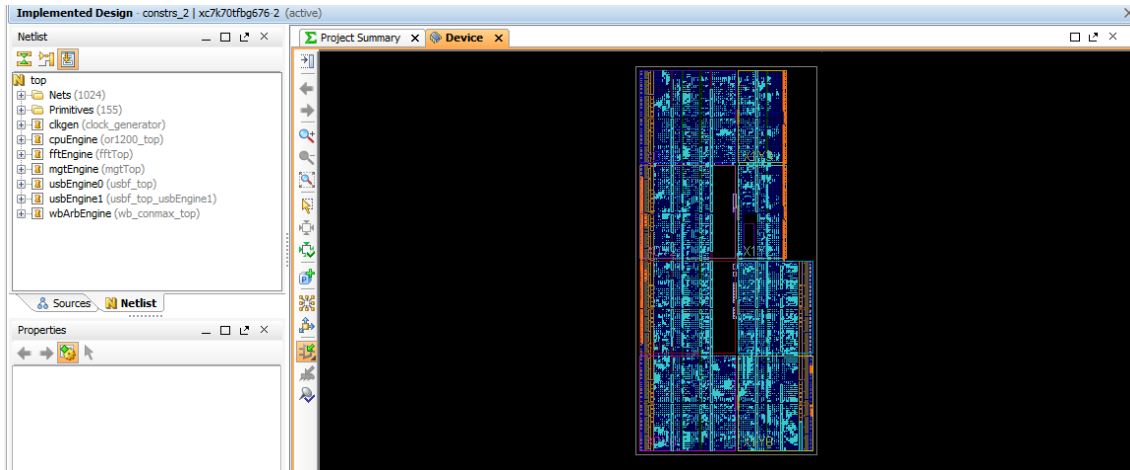 Implemented Design - constrs_2 | xc7k70tfbg676-2 (active)
Netlist
top
Nets (1024)
Primitives (155)
clkgen (clock_generator)
cpuEngine (or1200_top)
fftEngine (fftTop)
mgtEngine (mgtTop)
usbEngine0 (usbf_top)
usbEngine1 (usbf_top_usbEngine1)
wbArbEngine (wb_conmax_top)
Sources Netlist
Properties
Project Summary Device